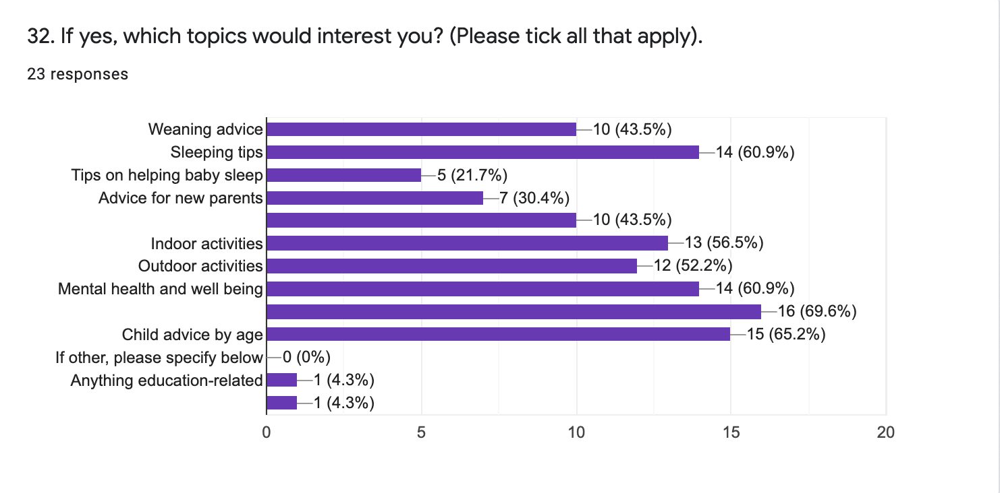 32. If yes, which topics would interest you? (Please tick all that apply).
23 responses
Weaning advice 10 (43.5%)
Sleeping tips 14 (60.9%)
Tips on helping baby sleep 5 (21.7%)
Advice for new parents 7 (30.4%)
10 (43.5%)
Indoor activities 13 (56.5%)
Outdoor activities 12 (52.2%)
Mental health and well being 14 (60.9%)
16 (69.6%)
Child advice by age 15 (65.2%)
If other, please specify below 0 (0%)
Anything education-related 1 (4.3%)
1 (4.3%)
0 5 10 15 20